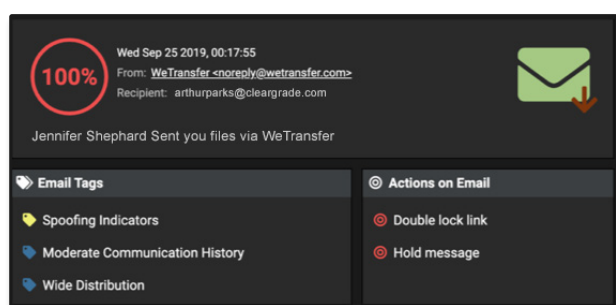 100%
Wed Sep 25 2019, 00:17:55
From: WeTransfer <noreply@wetransfer.com>
Recipient: arthurparks@cleargrade.com
Jennifer Shephard Sent you files via WeTransfer
Email Tags
Spoofing Indicators
Moderate Communication History
Wide Distribution
Actions on Email
Double lock link
Hold message